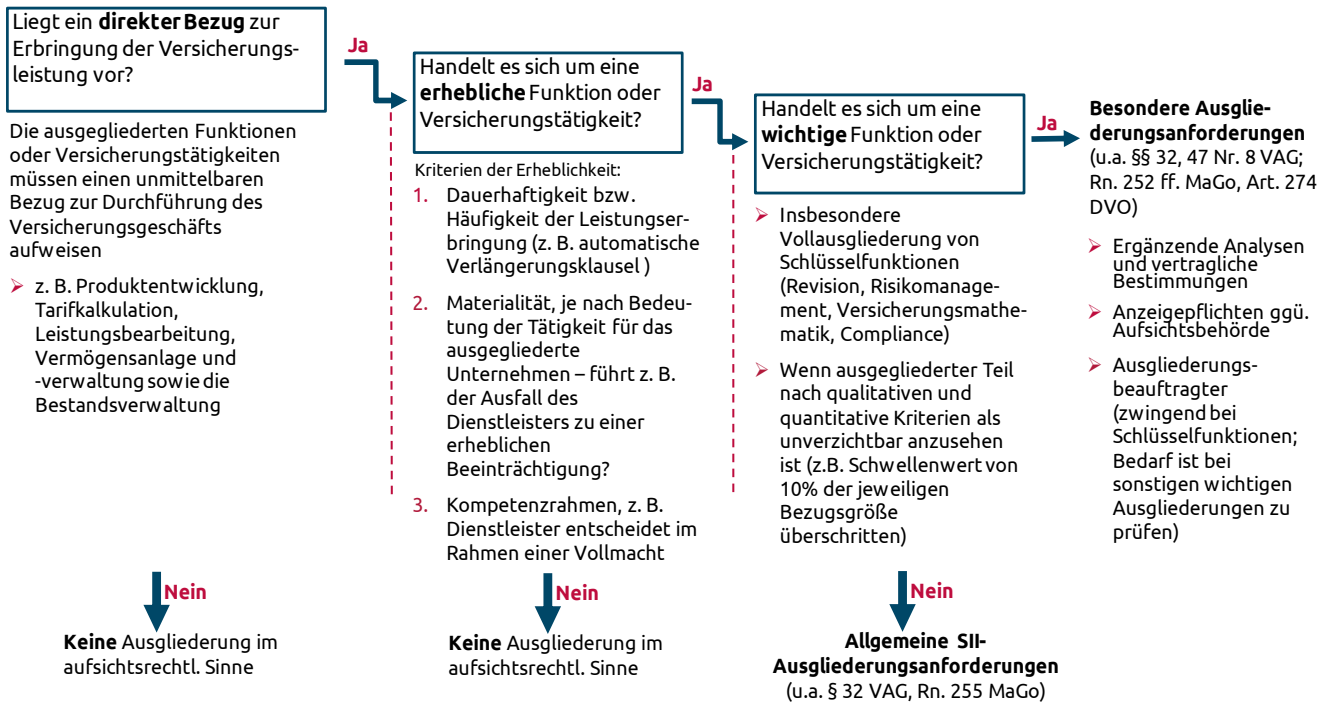 Liegt ein direkter Bezug zur
Erbringung der Versicherungs-
leistung vor?
Ja
Die ausgegliederten Funktionen
oder Versicherungstätigkeiten
müssen einen unmittelbaren
Bezug zur Durchführung des
Versicherungsgeschäfts
aufweisen
z. B. Produktentwicklung,
Tarifkalkulation,
Leistungsbearbeitung,
Vermögensanlage und
-verwaltung sowie die
Bestandsverwaltung
Nein
Keine Ausgliederung im
aufsichtsrechtl. Sinne
Handelt es sich um eine
erhebliche Funktion oder
Versicherungstätigkeit?
Ja
Kriterien der Erheblichkeit:
1. Dauerhaftigkeit bzw.
Häufigkeit der Leistungser-
bringung (z. B. automatische
Verlängerungsklausel )
2. Materialität, je nach Bedeu-
tung der Tätigkeit für das
ausgegliederte
Unternehmen – führt z. B.
der Ausfall des
Dienstleisters zu einer
erheblichen
Beeinträchtigung?
3. Kompetenzrahmen, z. B.
Dienstleister entscheidet im
Rahmen einer Vollmacht
Nein
Keine Ausgliederung im
aufsichtsrechtl. Sinne
Handelt es sich um eine
wichtige Funktion oder
Versicherungstätigkeit?
Ja
Insbesondere
Vollausgliederung von
Schlüsselfunktionen
(Revision, Risikomanage-
ment, Versicherungsmathe-
matik, Compliance)
Wenn ausgegliederter Teil
nach qualitativen und
quantitative Kriterien als
unverzichtbar anzusehen
ist (z.B. Schwellenwert von
10% der jeweiligen
Bezugsgröße
überschritten)
Nein
Allgemeine SII-
Ausgliederungsanforderungen
(u.a. § 32 VAG, Rn. 255 MaGo)
Besondere Ausglie-
derungsanforderungen
(u.a. §§ 32, 47 Nr. 8 VAG;
Rn. 252 ff. MaGo, Art. 274
DVO)
Ergänzende Analysen
und vertragliche
Bestimmungen
Anzeigepflichten ggü.
Aufsichtsbehörde
Ausgliederungs-
beauftragter
(zwingend bei
Schlüsselfunktionen;
Bedarf ist bei
sonstigen wichtigen
Ausgliederungen zu
prüfen)